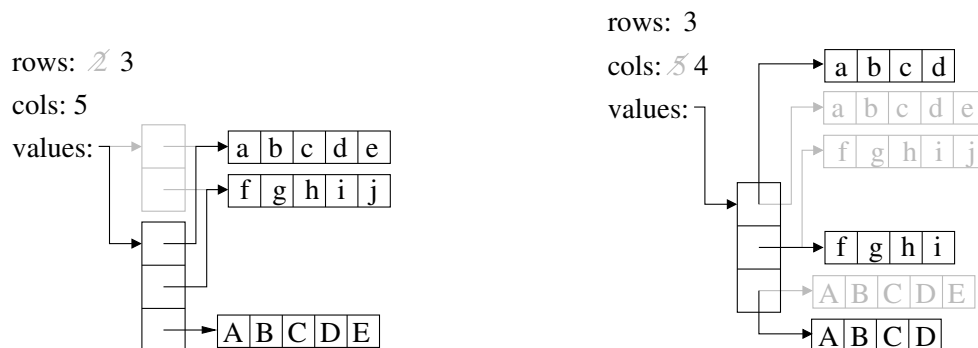 rows: 2 3
cols: 5
values:
a b c d e
f g h i j
A B C D E
rows: 3
cols: 5 4
values:
a b c d
a b c d e
f g h i j
f g h i
A B C D E
A B C D